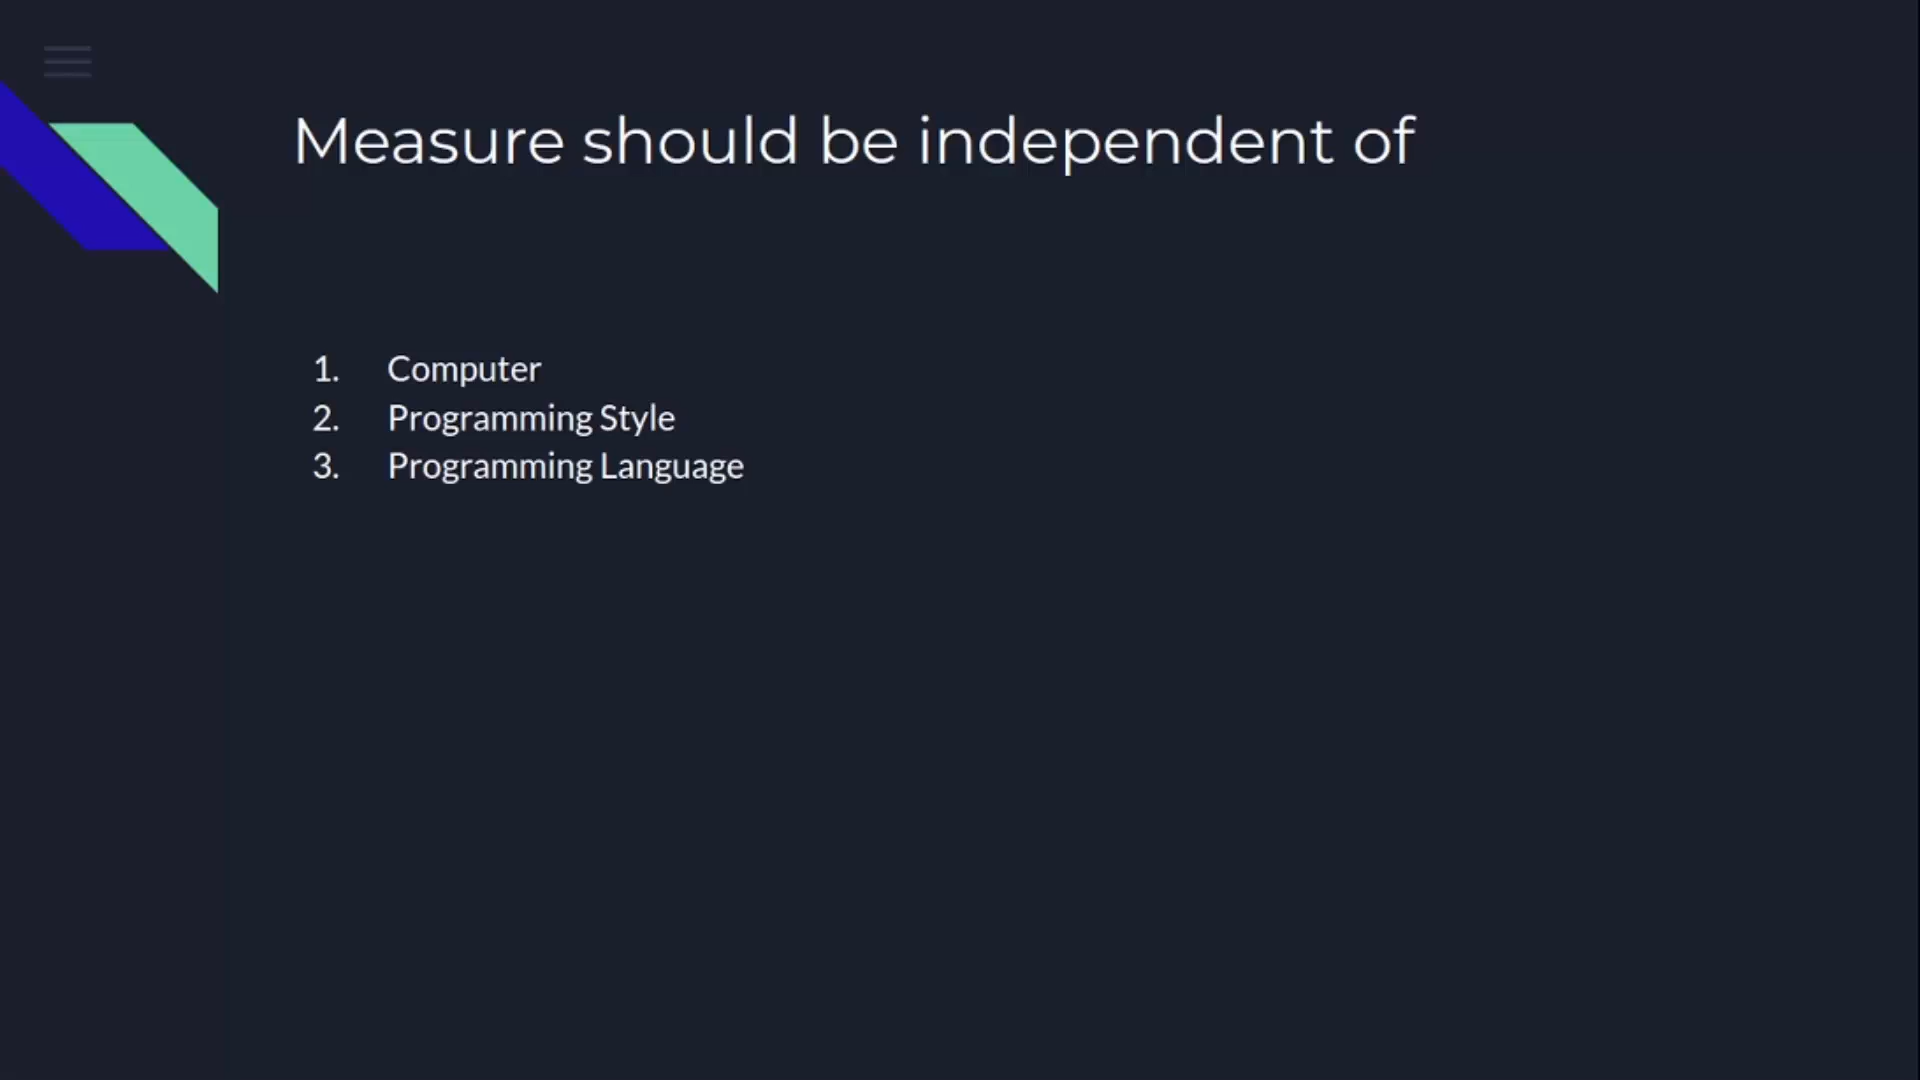 Measure should be independent of
1. Computer
2. Programming Style
3. Programming Language